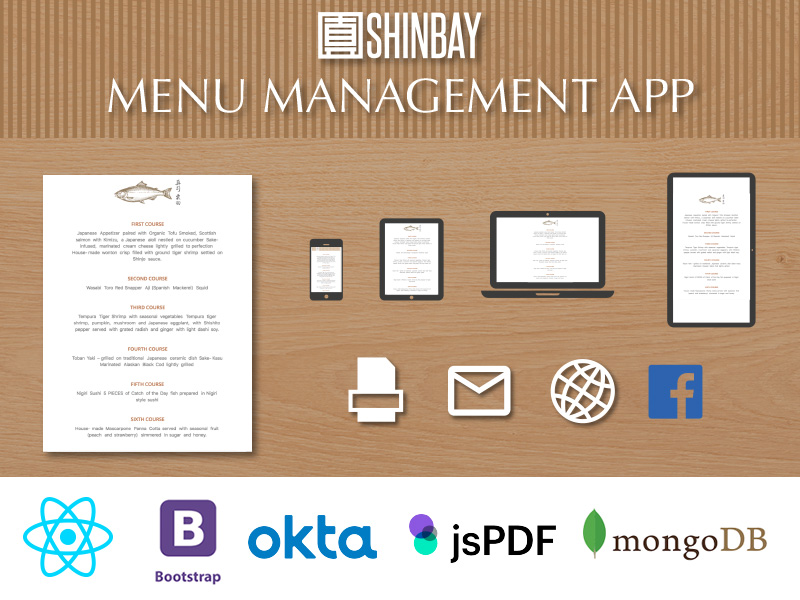 SHINBAY
MENU MANAGEMENT APP
FIRST COURSE
Japanese Appetizer paired with Organic Tofu Smoked, Scottish
salmon with Kimizu, a Japanese aioli nestled on cucumber Sake-
infused, marinated cream cheese lightly grilled to perfection
House-made wonton crisp filled with ground tiger shrimp settled on
Shinto sauce.
SECOND COURSE
Wasabi Toro Red Snapper Aji (Spanish Mackerel) Squid
THIRD COURSE
Tempura Tiger Shrimp with seasonal vegetables Tempura tiger
shrimp, pumpkin, mushroom and Japanese eggplant, with Shishito
pepper served with grated radish and ginger with light dashi soy.
FOURTH COURSE
Toban Yaki - grilled on traditional Japanese ceramic dish Sake-Kasu
Marinated Alaskan Black Cod lightly grilled
FIFTH COURSE
Nigiri Sushi 5 PIECES of Catch of the Day fish prepared in Nigiri
style sushi
SIXTH COURSE
House- made Mascarpone Panna Cotta served with seasonal fruit
(peach and strawberry) simmered in sugar and honey.
B
Bootstrap
okta
jsPDF
mongoDB